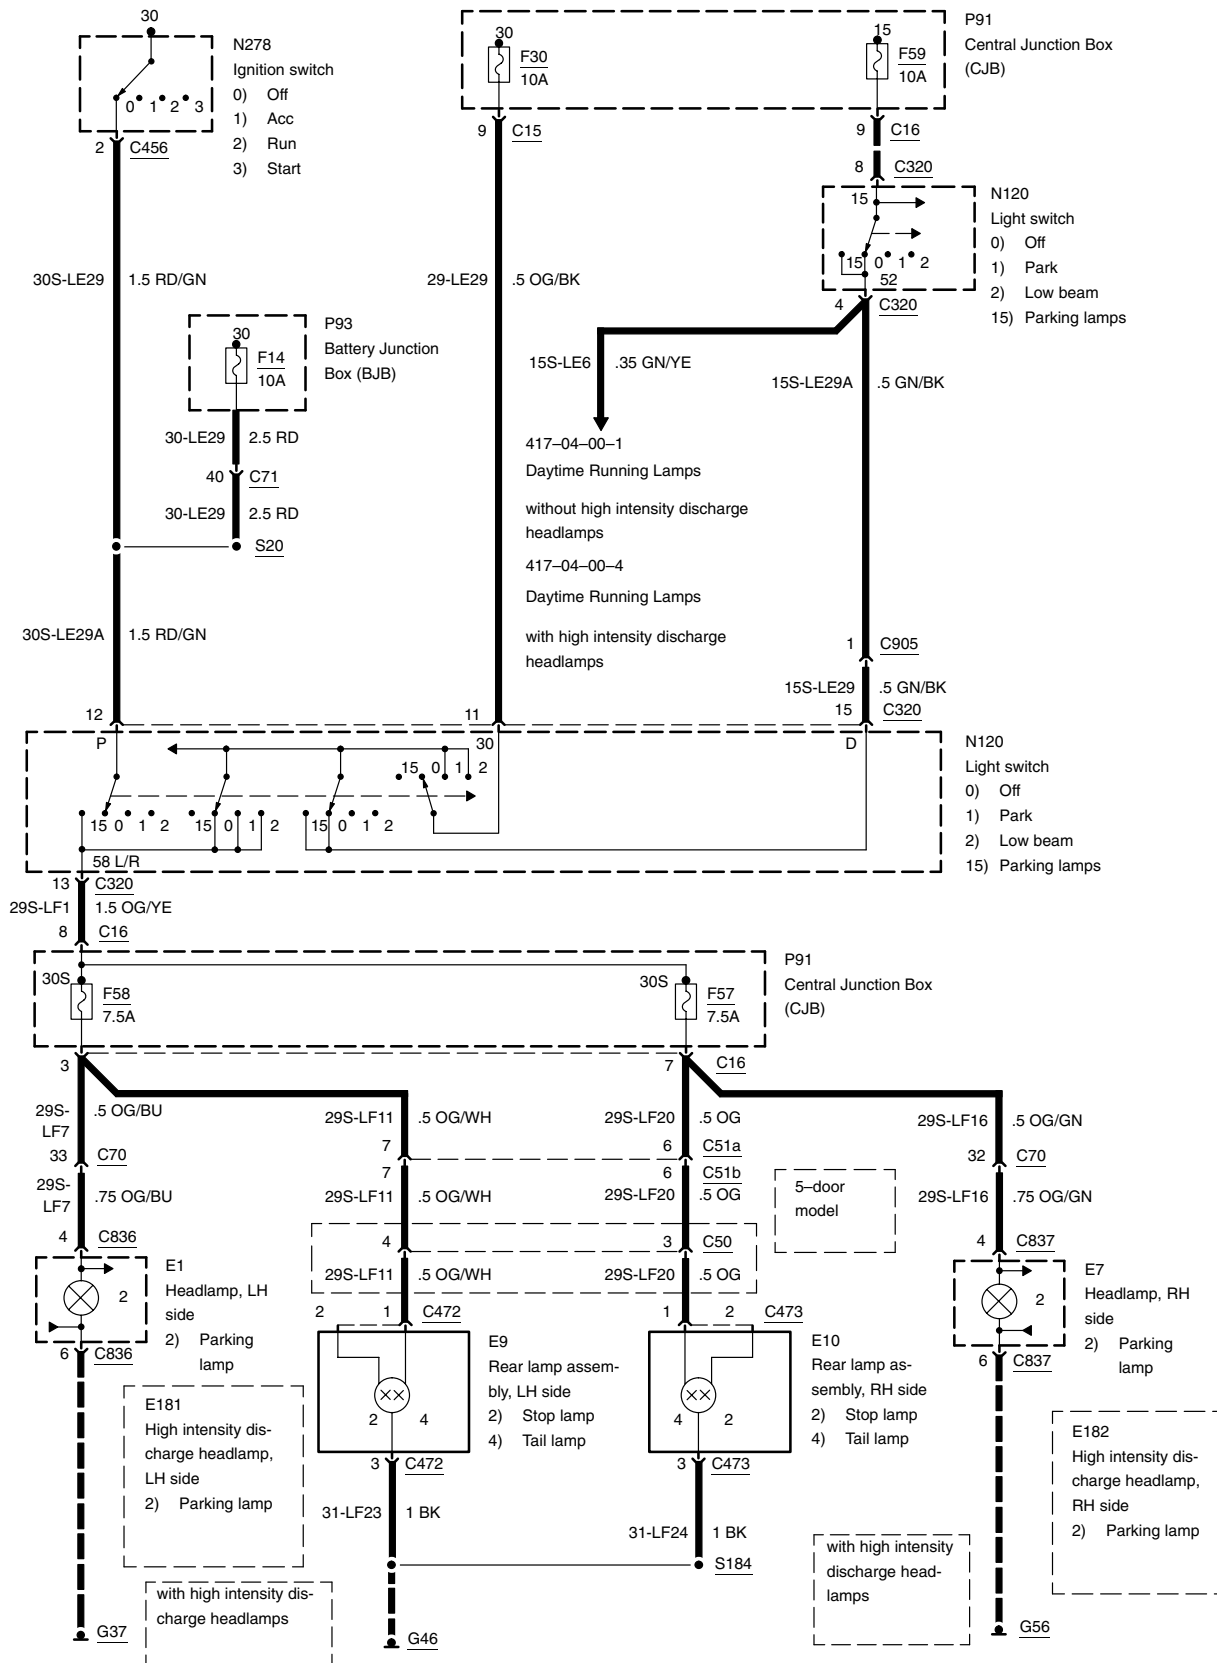 30
N278
Ignition switch
0) Off
1) Acc
2) Run
3) Start
0 1 2 3
2 C456
30S-LE29 1.5 RD/GN
P93
Battery Junction
Box (BJB)
30
F14
10A
30-LE29 2.5 RD
40 C71
30-LE29 2.5 RD
S20
30S-LE29A 1.5 RD/GN
P91
Central Junction Box
(CJB)
30
F30
10A
15
F59
10A
9 C15
9 C16
8 C320
29-LE29 .5 OG/BK
N120
Light switch
0) Off
1) Park
2) Low beam
15) Parking lamps
15
15 0 1 2
52
4 C320
15S-LE6 .35 GN/YE
15S-LE29A .5 GN/BK
417–04–00–1
Daytime Running Lamps
without high intensity discharge
headlamps
417–04–00–4
Daytime Running Lamps
with high intensity discharge
headlamps
1 C905
15S-LE29 .5 GN/BK
12 11 15 C320
P 30 D
N120
Light switch
0) Off
1) Park
2) Low beam
15) Parking lamps
15 0 1 2
15 0 1 2 15 0 1 2 15 0 1 2
58 L/R
13 C320
29S-LF1 1.5 OG/YE
8 C16
P91
Central Junction Box
(CJB)
30S
F58
7.5A
30S
F57
7.5A
3 7 C16
29S-
LF7
.5 OG/BU
29S-LF11 .5 OG/WH
29S-LF20 .5 OG
29S-LF16 .5 OG/GN
33 C70
7 6 C51a
7 6 C51b
32 C70
29S-
LF7
.75 OG/BU
29S-LF11 .5 OG/WH
29S-LF20 .5 OG
5–door
model
29S-LF16 .75 OG/GN
4 C836
4 3 C50
4 C837
29S-LF11 .5 OG/WH
29S-LF20 .5 OG
E1
Headlamp, LH
side
2) Parking
lamp
2
6 C836
2 1 C472
1 2 C473
E9
Rear lamp assem-
bly, LH side
2) Stop lamp
4) Tail lamp
2 4
E10
Rear lamp as-
sembly, RH side
2) Stop lamp
4) Tail lamp
4 2
E7
Headlamp, RH
side
2) Parking
lamp
2
6 C837
E181
High intensity dis-
charge headlamp,
LH side
2) Parking lamp
3 C472
3 C473
E182
High intensity dis-
charge headlamp,
RH side
2) Parking lamp
31-LF23 1 BK
31-LF24 1 BK
S184
with high intensity
discharge head-
lamps
with high intensity dis-
charge headlamps
G37
G46
G56